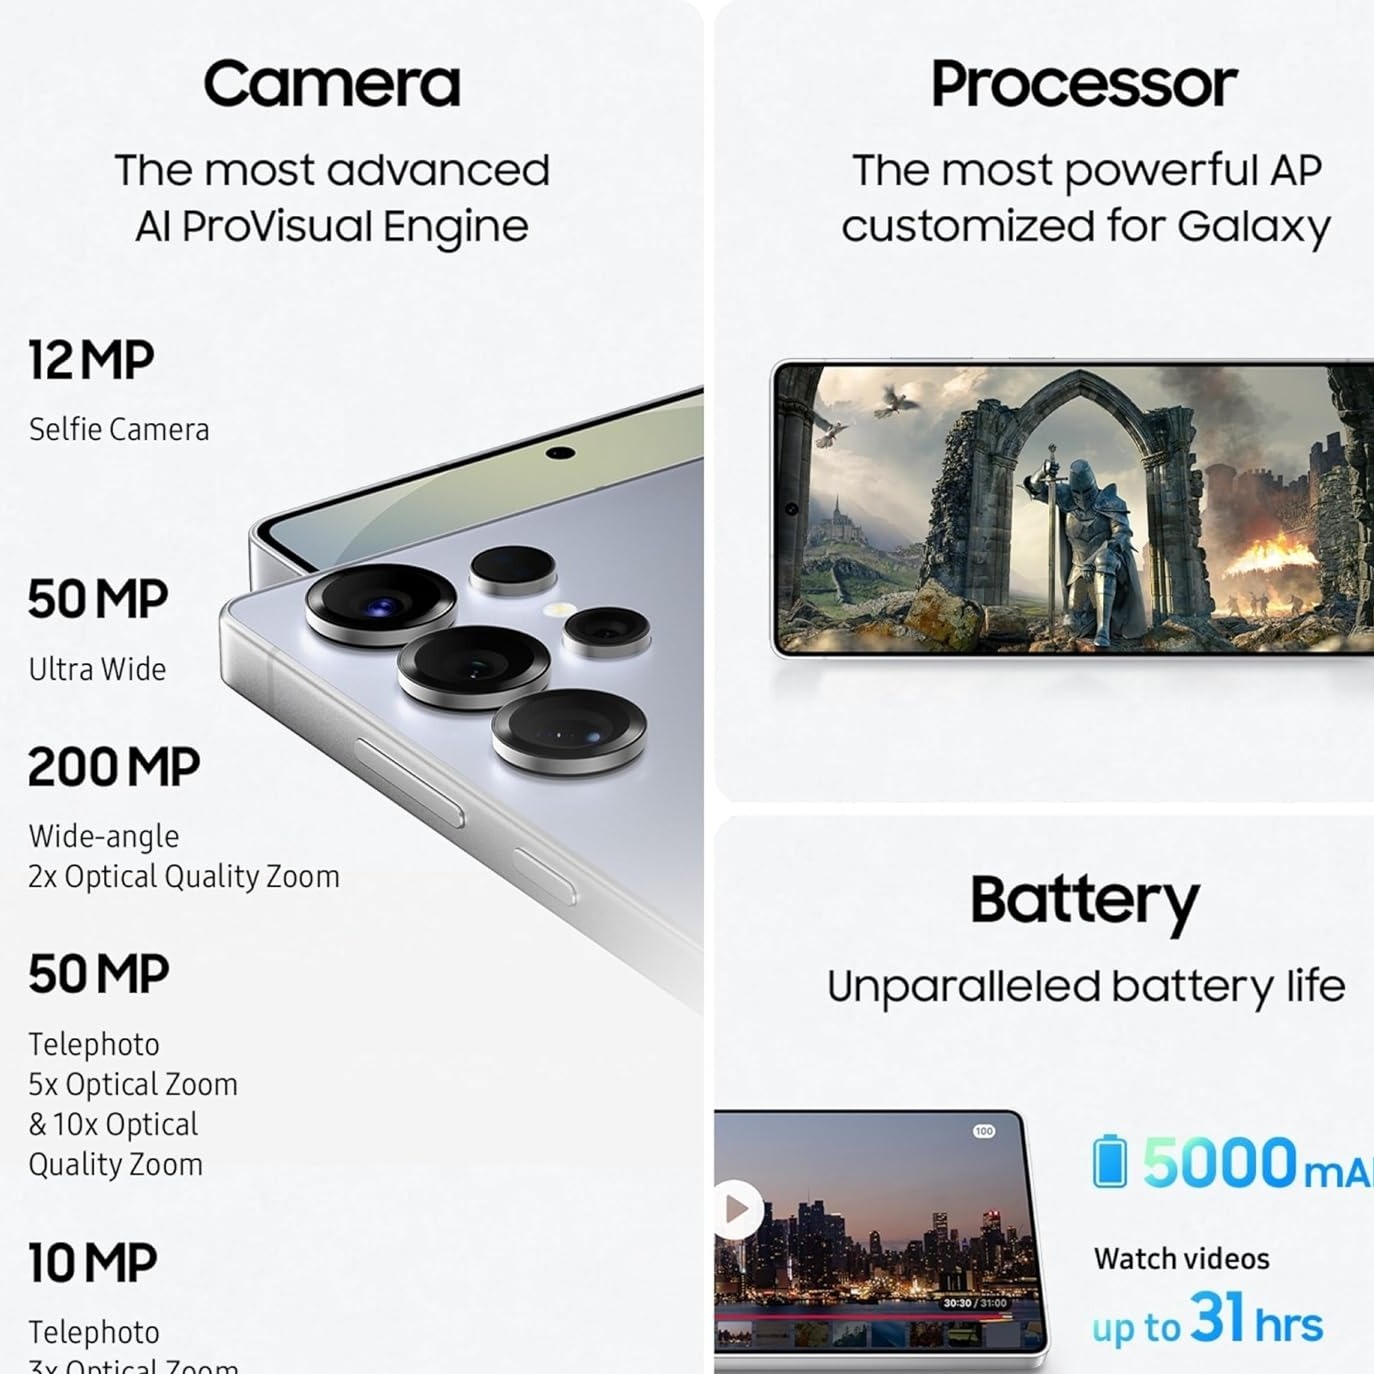 Camera
The most advanced
AI ProVisual Engine
12 MP
Selfie Camera
50 MP
Ultra Wide
200 MP
Wide-angle
2x Optical Quality Zoom
50 MP
Telephoto
5x Optical Zoom
& 10x Optical
Quality Zoom
10 MP
Telephoto
3x Optical Zoom
Processor
The most powerful AP
customized for Galaxy
Battery
Unparalleled battery life
100
5000 mAh
Watch videos
up to 31 hrs
30:30 / 31:00